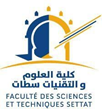 كلية العلوم
و التقنيات سطات
FACULTÉ DES SCIENCES
ET TECHNIQUES SETTAT